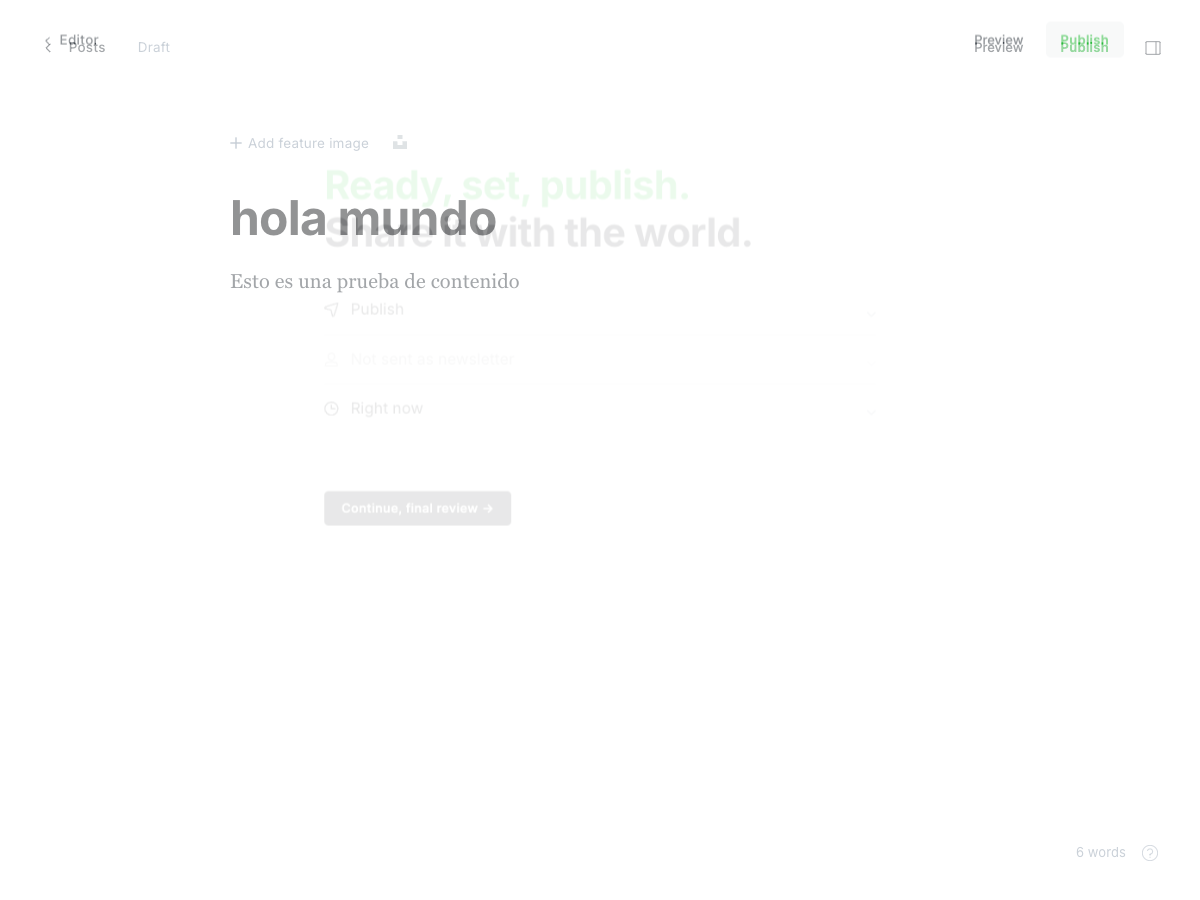 Editor
Posts
Draft
Preview
Publish
Preview
Publish
Add feature image
Ready, set, publish.
hola mundo
Share it with the world.
Esto es una prueba de contenido
Publish
Not sent as newsletter
Right now
Continue, final review →
6 words